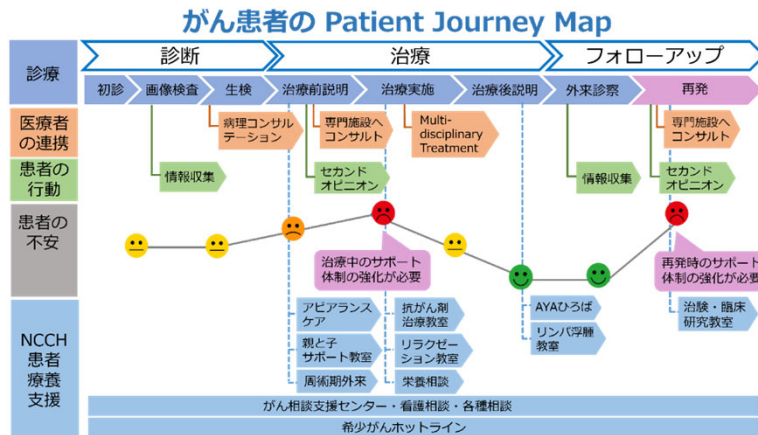 がん患者の Patient Journey Map
診断
治療
フォローアップ
診療
初診
画像検査
生検
治療前説明
治療実施
治療後説明
外来診察
再発
医療者
の連携
病理コンサル
テーション
専門施設へ
コンサルト
Multi-
disciplinary
Treatment
専門施設へ
コンサルト
患者の
行動
情報収集
セカンド
オピニオン
情報収集
セカンド
オピニオン
患者の
不安
治療中のサポート
体制の強化が必要
再発時のサポート
体制の強化が必要
NCCH
患者
療養
支援
アピアランス
ケア
抗がん剤
治療教室
AYAひろば
治験・臨床
研究教室
親と子
サポート教室
リラクゼー
ション教室
リンパ浮腫
教室
周術期外来
栄養相談
がん相談支援センター・看護相談・各種相談
希少がんホットライン